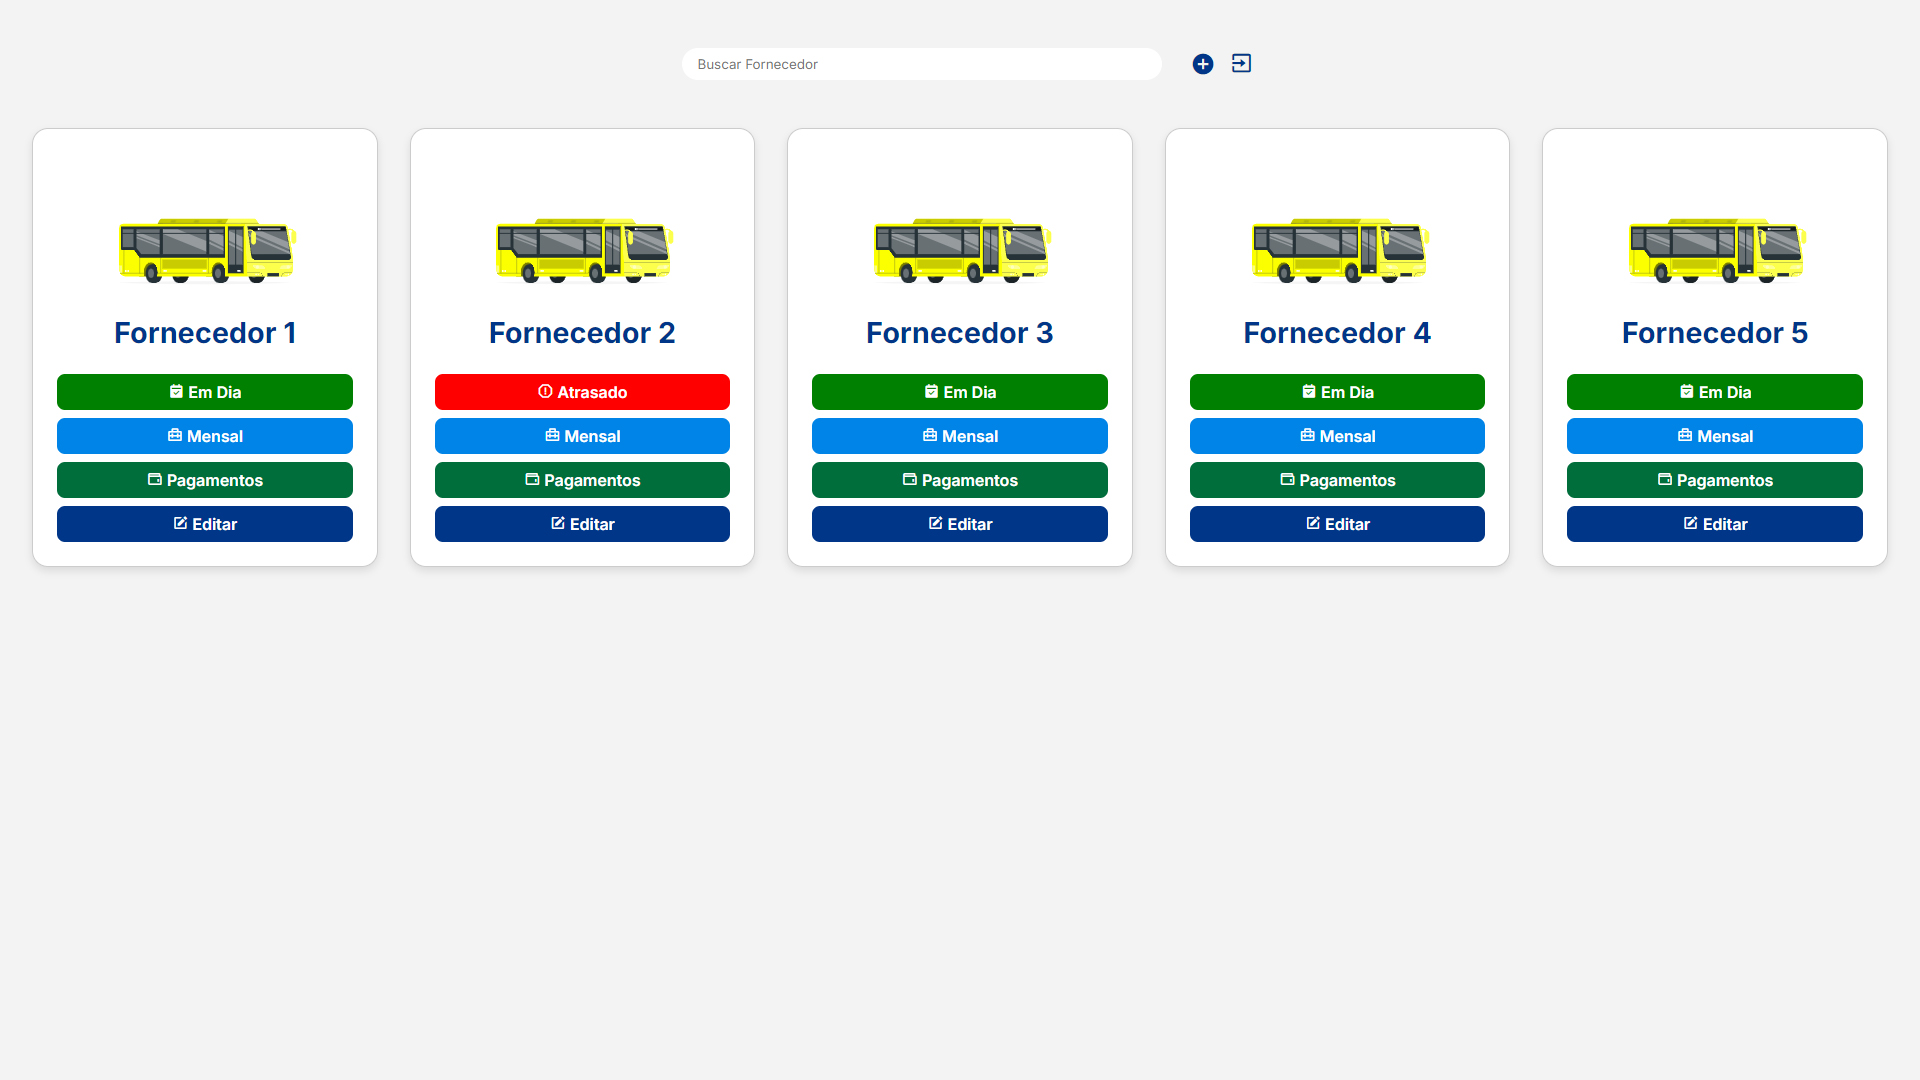 Buscar Fornecedor
Fornecedor 1
Em Dia
Mensal
Pagamentos
Editar
Fornecedor 2
Atrasado
Mensal
Pagamentos
Editar
Fornecedor 3
Em Dia
Mensal
Pagamentos
Editar
Fornecedor 4
Em Dia
Mensal
Pagamentos
Editar
Fornecedor 5
Em Dia
Mensal
Pagamentos
Editar